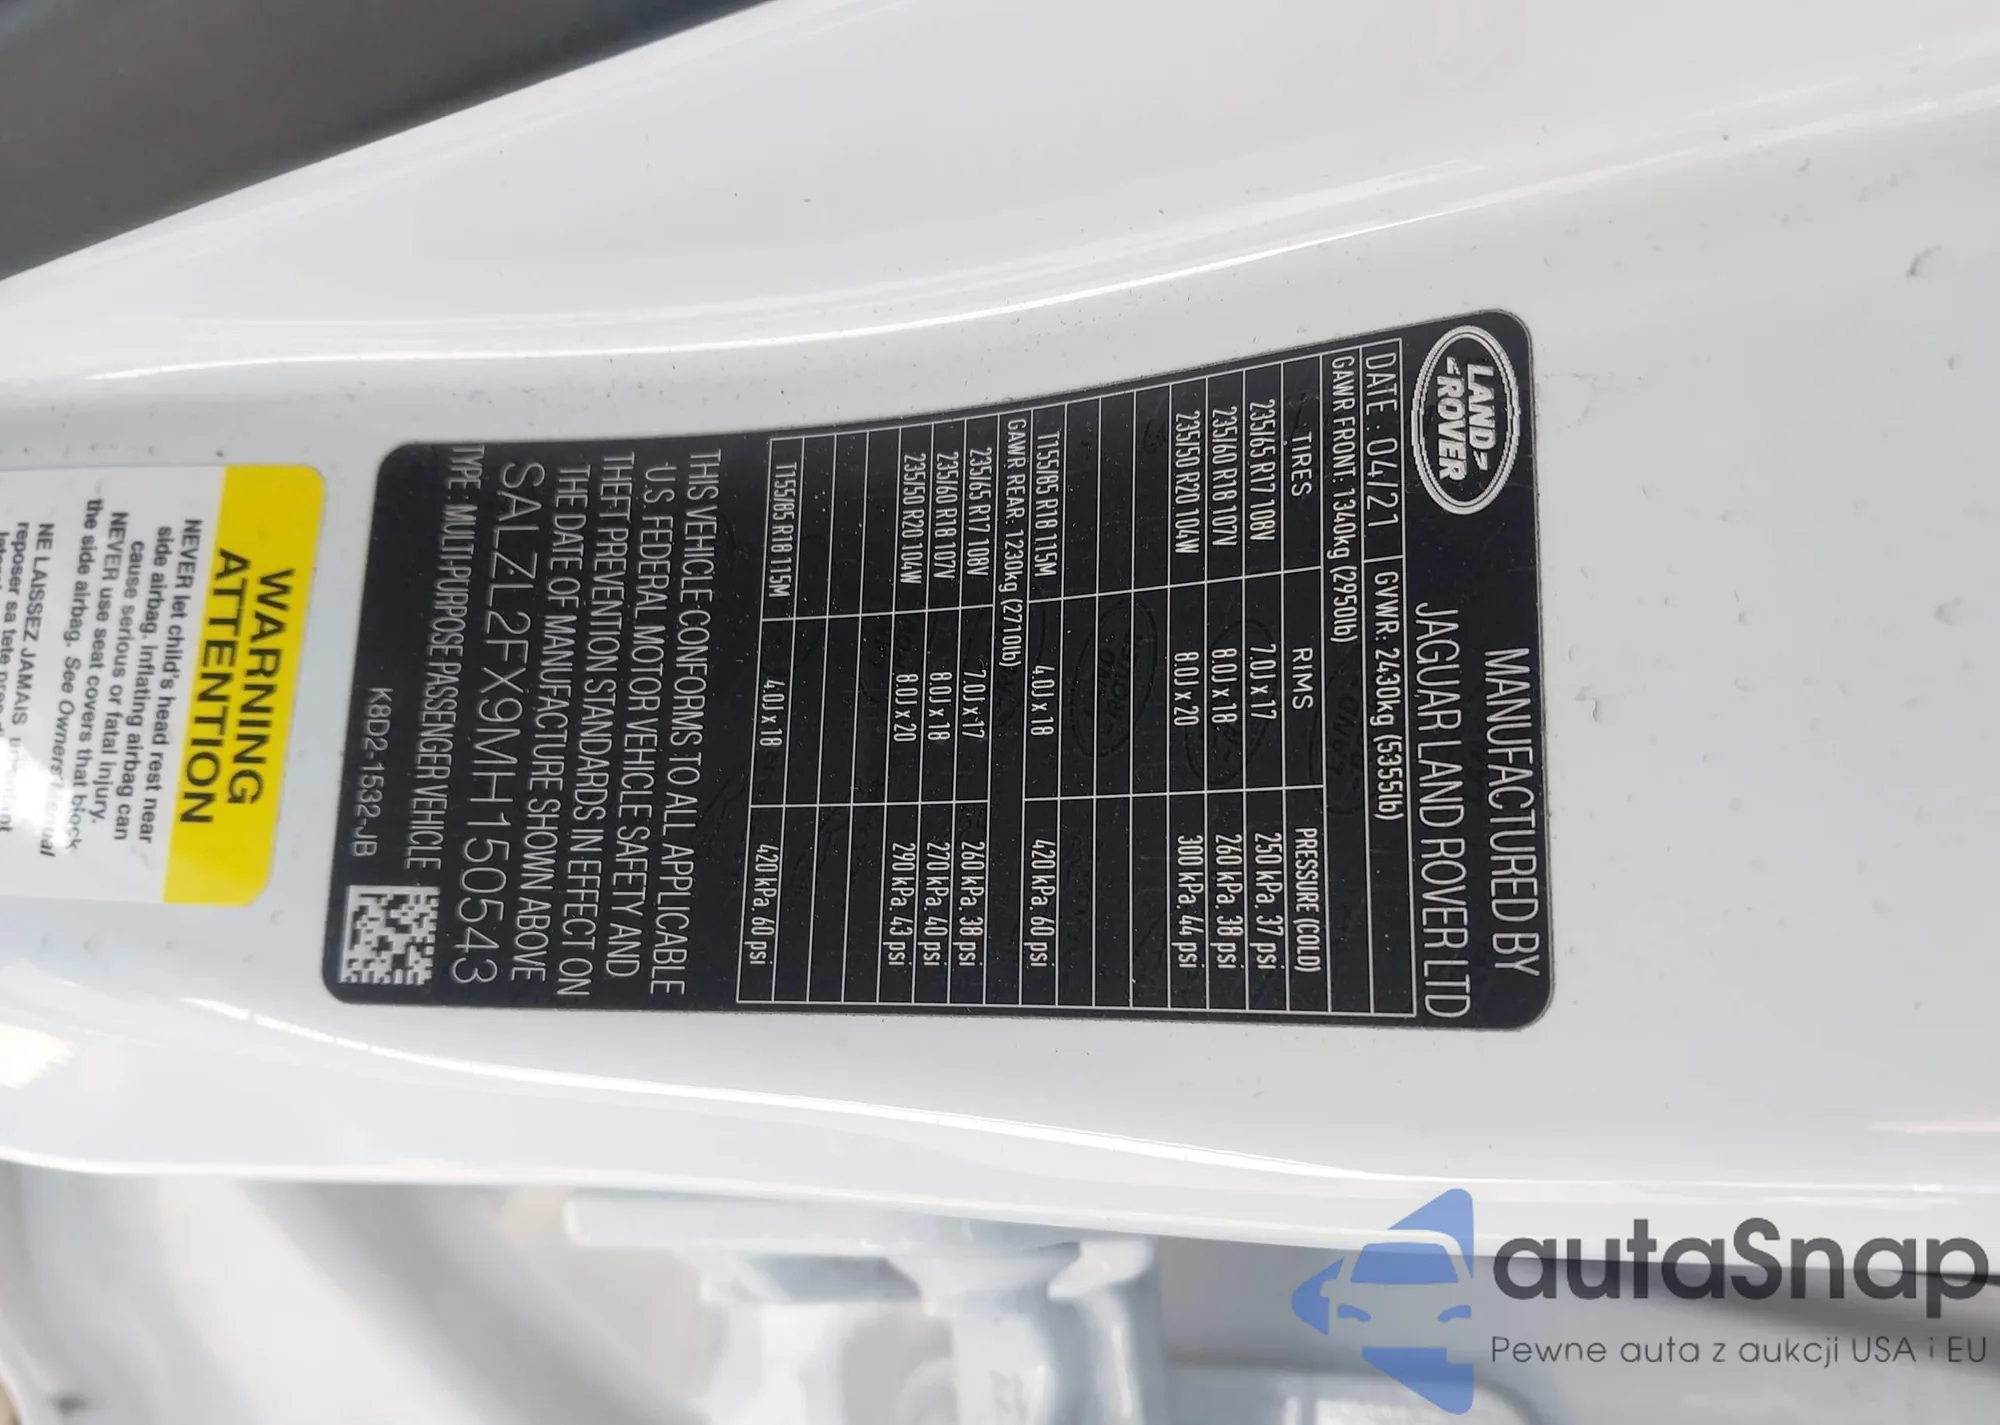 LAND-
-ROVER
MANUFACTURED BY
JAGUAR LAND ROVER LTD
DATE : 04/21 GVWR: 2430kg (5355lb)
GAWR FRONT: 1340kg (2950lb)
TIRES RIMS PRESSURE (COLD)
235/65 R17 108V 7.0J x 17 250 kPa, 37 psi
235/60 R18 107V 8.0J x 18 260 kPa, 38 psi
235/50 R20 104W 8.0J x 20 300 kPa, 44 psi
T155/85 R18 115M 4.0J x 18 420 kPa, 60 psi
GAWR REAR: 1230kg (2710lb)
235/65 R17 108V 7.0J x 17 260 kPa, 38 psi
235/60 R18 107V 8.0J x 18 270 kPa, 40 psi
235/50 R20 104W 8.0J x 20 290 kPa, 43 psi
T155/85 R18 115M 4.0J x 18 420 kPa, 60 psi
THIS VEHICLE CONFORMS TO ALL APPLICABLE
U.S. FEDERAL MOTOR VEHICLE SAFETY AND
THEFT PREVENTION STANDARDS IN EFFECT ON
THE DATE OF MANUFACTURE SHOWN ABOVE
SALZL2FX9MH150543
TYPE : MULTI-PURPOSE PASSENGER VEHICLE
K8D2-1532-JB
WARNING
ATTENTION
NEVER let child's head rest near
side airbag. Inflating airbag can
cause serious or fatal injury.
NEVER use seat covers that block
the side airbag. See Owners Manual
NE LAISSEZ JAMAIS
reposer sa tete
autaSnap
Pewne auta z aukcji USA i EU